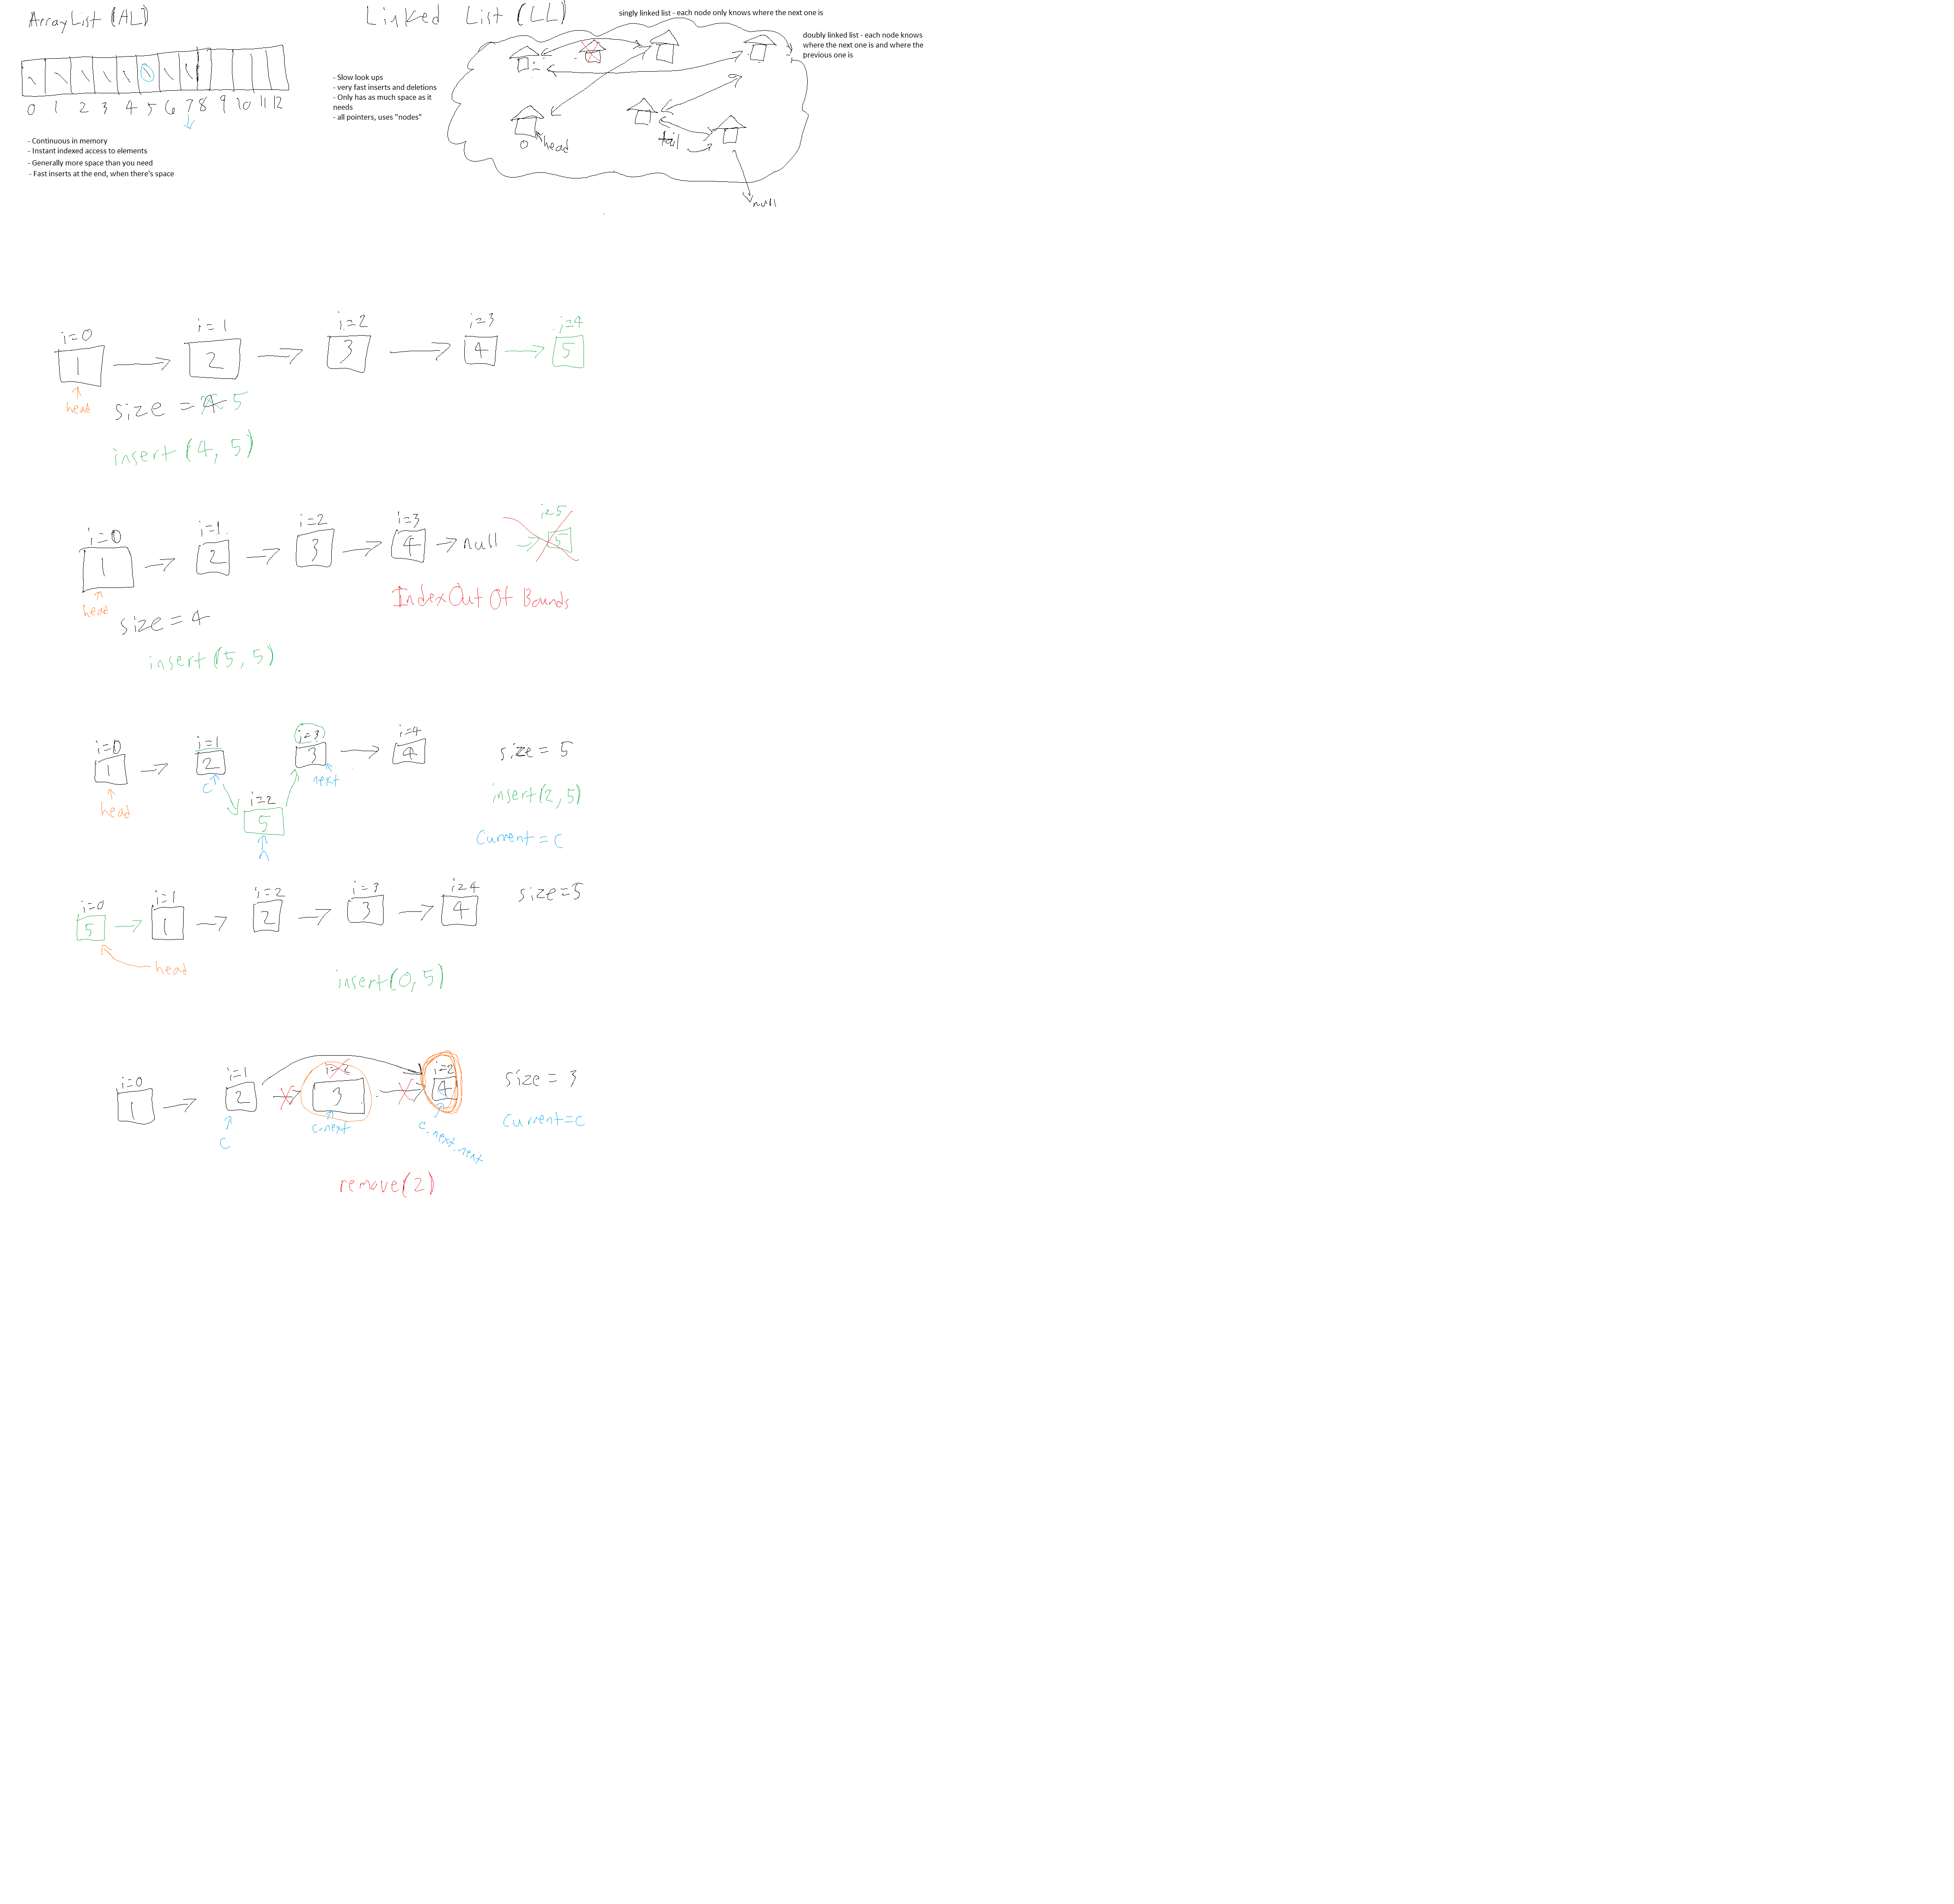 ArrayList (AL)
0 1 2 3 4 5 6 7 8 9 10 11 12
- Continuous in memory
- Instant indexed access to elements
- Generally more space than you need
- Fast inserts at the end, when there's space
Linked List (LL)
- Slow look ups
- very fast inserts and deletions
- Only has as much space as it
needs
- all pointers, uses "nodes"
singly linked list - each node only knows where the next one is
doubly linked list - each node knows
where the next one is and where the
previous one is
0 head
tail
null
i=0 i=1 i=2 i=3 i=4
1 2 3 4 5
head
size = 4 5
insert (4, 5)
i=0 i=1 i=2 i=3 i=5
1 2 3 4 null 5
head
IndexOutOfBounds
size = 4
insert (5, 5)
i=0 i=1 i=3 i=4
1 2 3 4
size = 5
head
c
next
i=2
5
n
insert(2, 5)
Current = C
i=0 i=1 i=2 i=3 i=4
5 1 2 3 4
size=5
head
insert(0, 5)
i=0 i=1 i=2 i=2
1 2 3 4
size = 3
c
c.next
c.next.next
Current=C
remove(2)